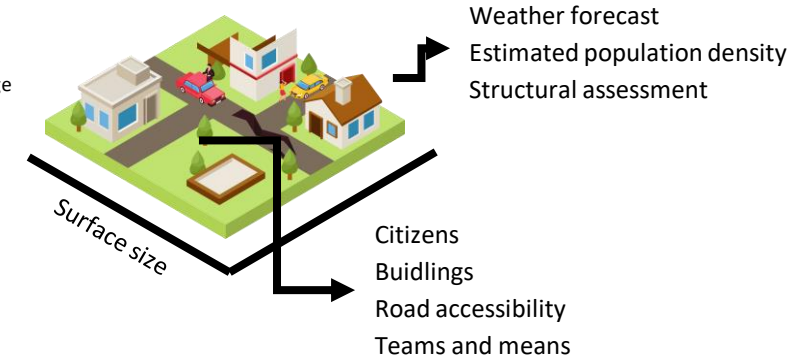 Weather forecast
Estimated population density
Structural assessment
Surface size
Citizens
Buidlings
Road accessibility
Teams and means